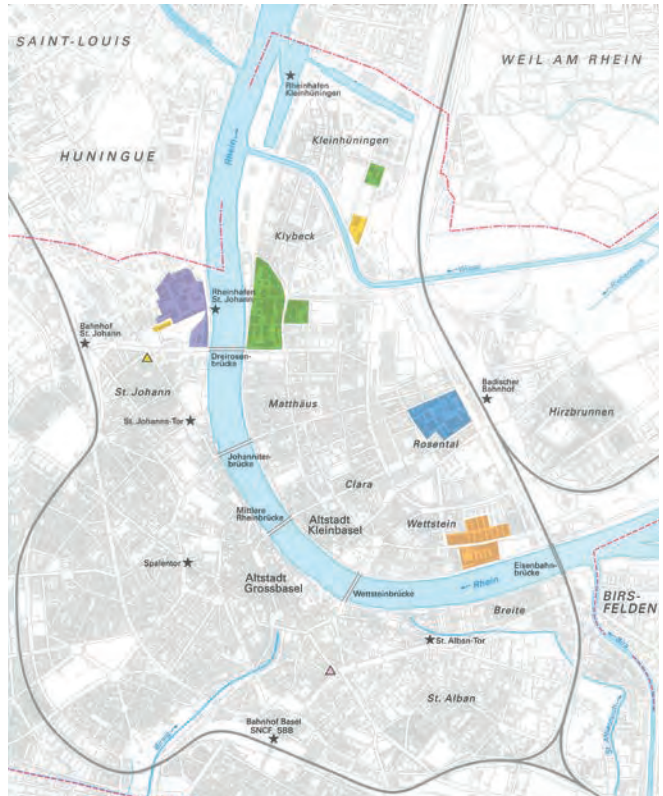 SAINT-LOUIS
WEIL AM RHEIN
Rheinhafen
Kleinhüningen
Kleinhüningen
HUNINGUE
Rhein
Klybeck
Wiese
Rheinhafen
St. Johann
Bahnhof
St. Johann
Dreirosen-
brücke
St. Johann
Badischer
Bahnhof
Matthäus
Hirzbrunnen
St. Johanns-Tor
Rosental
Johanniter-
brücke
Clara
Mittlere
Rheinbrücke
Altstadt
Kleinbasel
Wettstein
Spalentor
Eisenbahn-
brücke
Altstadt
Grossbasel
Rhein
Wettsteinbrücke
BIRS-
FELDEN
Breite
St. Alban-Tor
Birs
St. Alban
Bahnhof Basel
SNCF SBB
Birsig